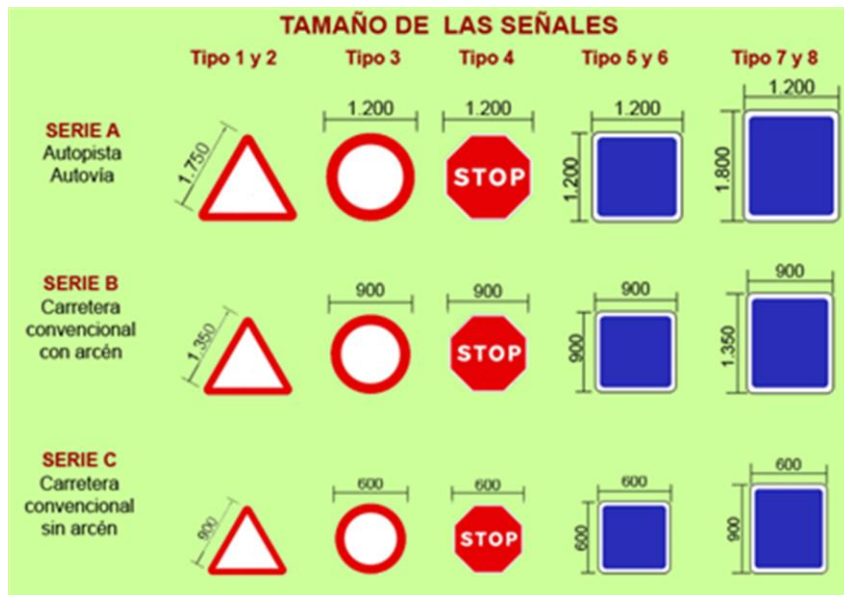 TAMAÑO DE LAS SEÑALES
Tipo 1 y 2 Tipo 3 Tipo 4 Tipo 5 y 6 Tipo 7 y 8
SERIE A
Autopista
Autovía
1.750
1.200
1.200
STOP
1.200
1.200
1.200
1.800
SERIE B
Carretera
convencional
con arcén
1.350
900
900
STOP
900
900
900
1.350
SERIE C
Carretera
convencional
sin arcén
900
600
600
STOP
600
600
600
900